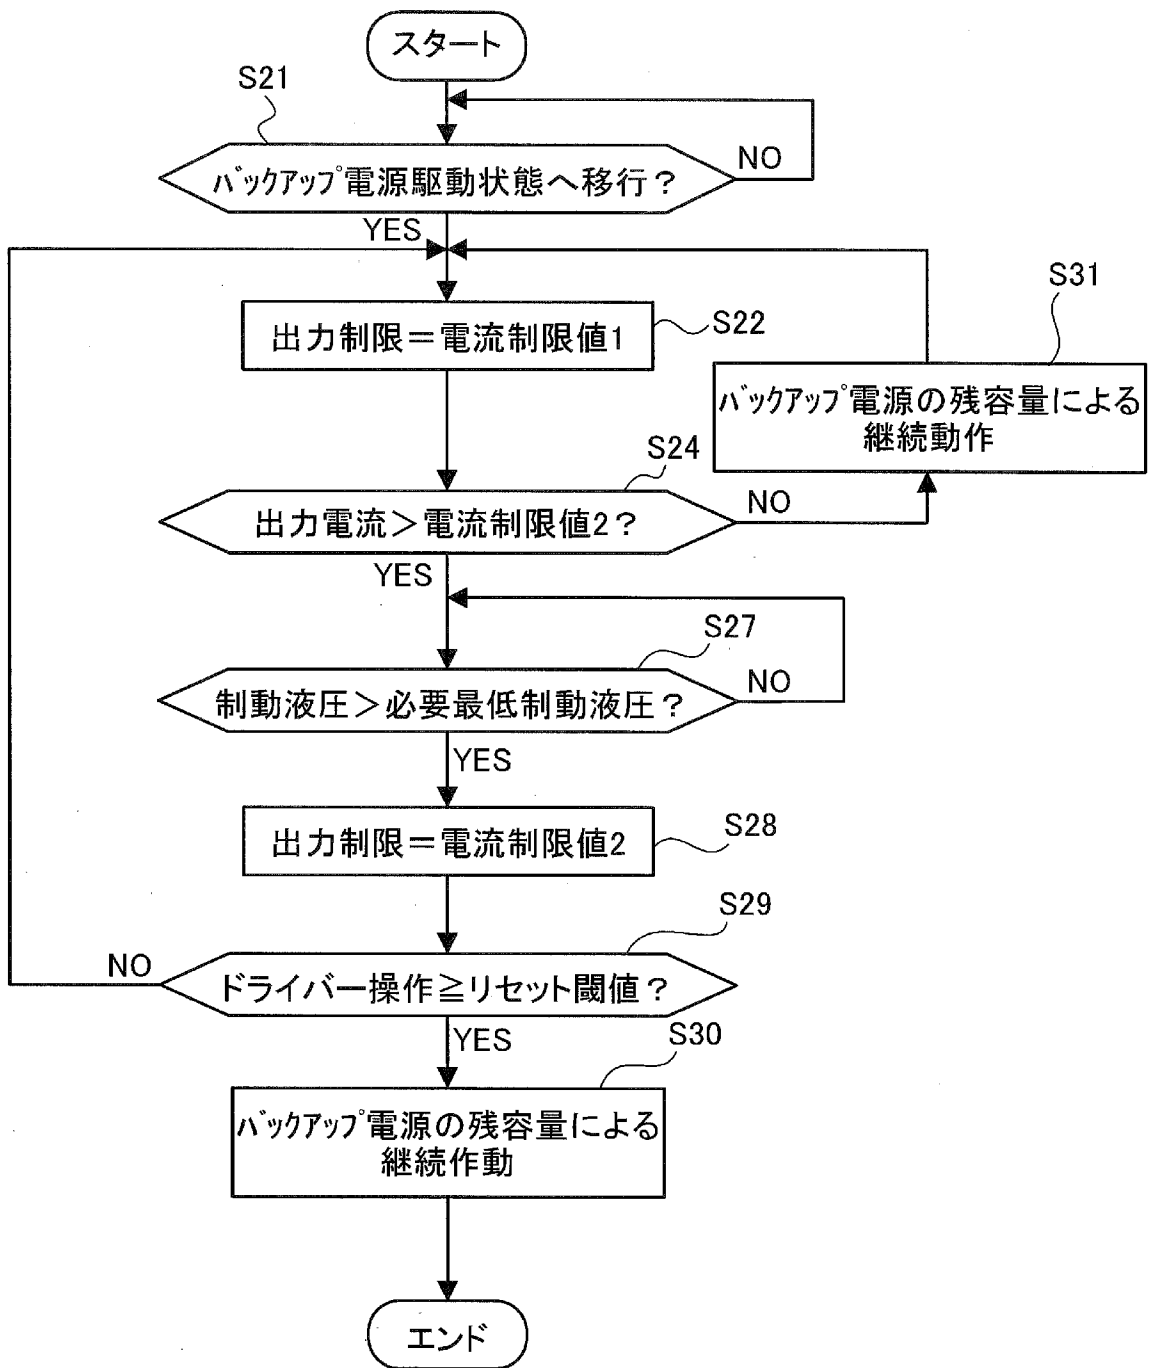 スタート
S21
バックアップ電源駆動状態へ移行？
NO
YES
S31
出力制限＝電流制限値1
S22
バックアップ電源の残容量による
継続動作
S24
出力電流＞電流制限値2？
NO
YES
S27
制動液圧＞必要最低制動液圧？
NO
YES
出力制限＝電流制限値2
S28
S29
NO
ドライバー操作≧リセット閾値？
YES
S30
バックアップ電源の残容量による
継続作動
エンド